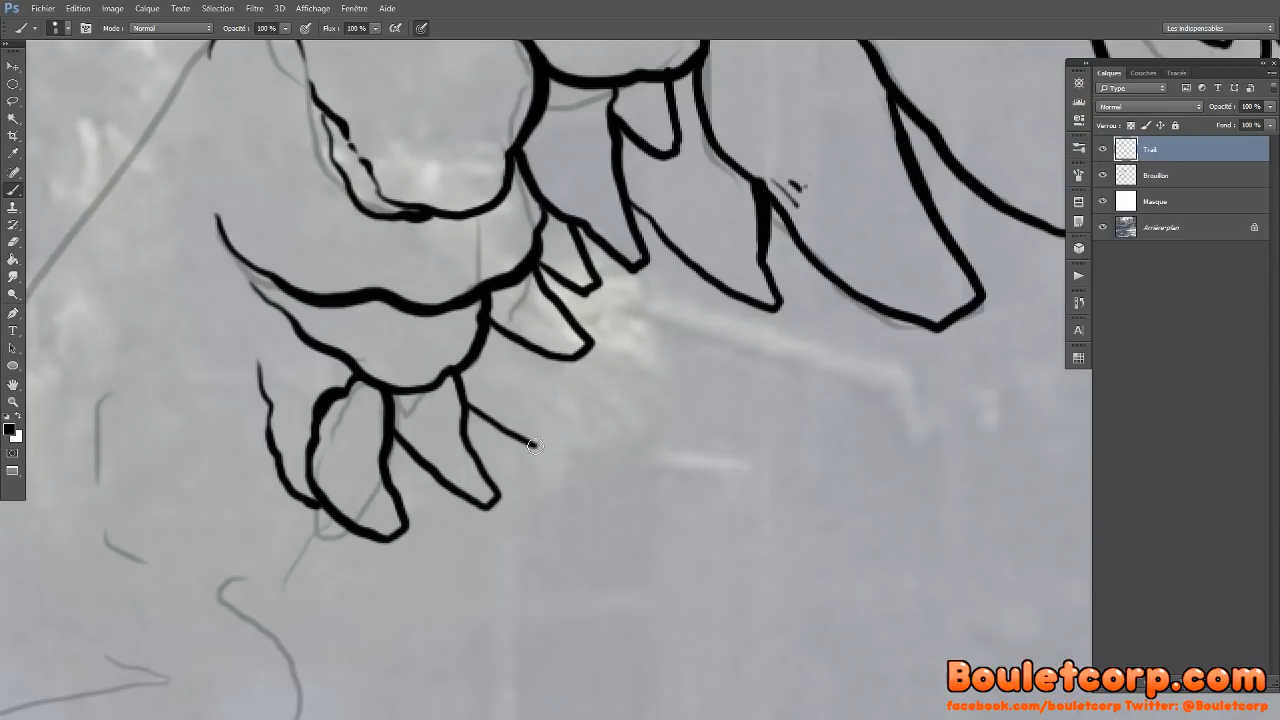 Ps Fichier Edition Image Calque Texte Sélection Filtre 3D Affichage Fenêtre Aide
Mode : Normal Opacité : 100 % Flux : 100 % Les indispensables
Calques Couches Tracés
Type
Normal Opacité : 100 %
Verrou : Fond : 100 %
Trait
Brouillon
Masque
Arrière-plan
T
A
Bouletcorp.com
facebook.com/bouletcorp Twitter: @Bouletcorp